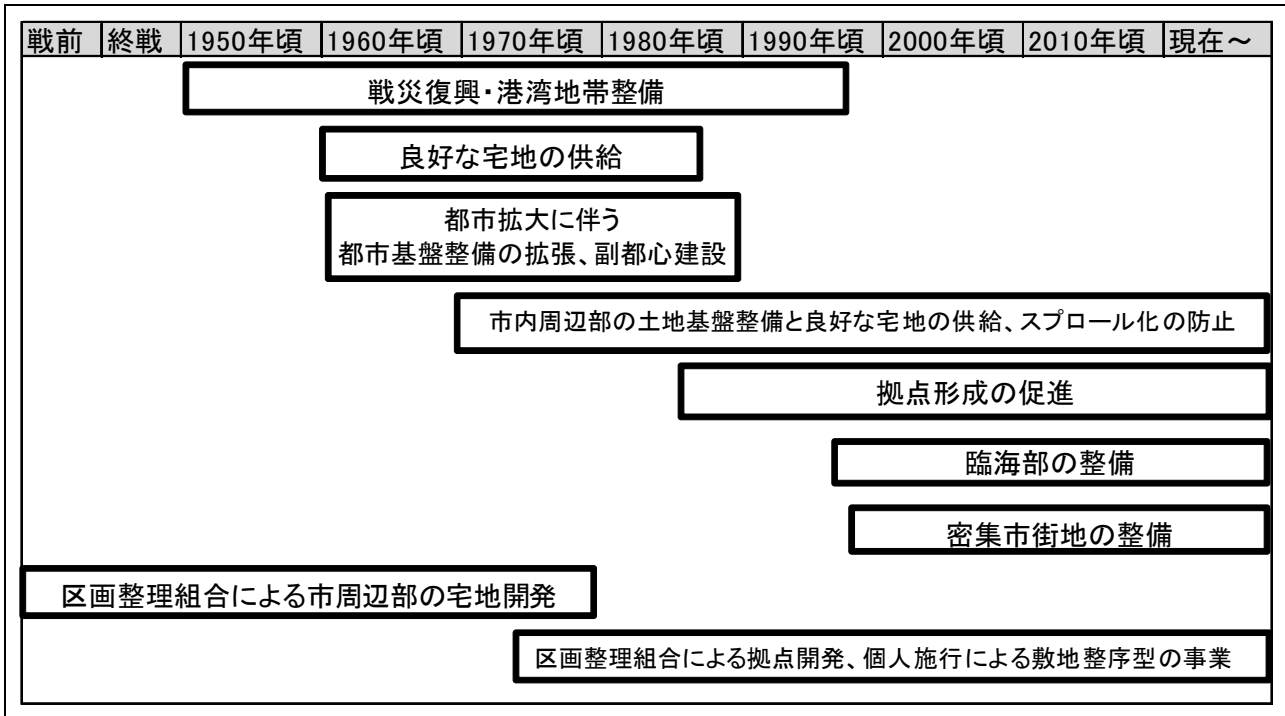 戦前 終戦 1950年頃 1960年頃 1970年頃 1980年頃 1990年頃 2000年頃 2010年頃 現在～
戦災復興・港湾地帯整備
良好な宅地の供給
都市拡大に伴う
都市基盤整備の拡張、副都心建設
市内周辺部の土地基盤整備と良好な宅地の供給、スプロール化の防止
拠点形成の促進
臨海部の整備
密集市街地の整備
区画整理組合による市周辺部の宅地開発
区画整理組合による拠点開発、個人施行による敷地整序型の事業